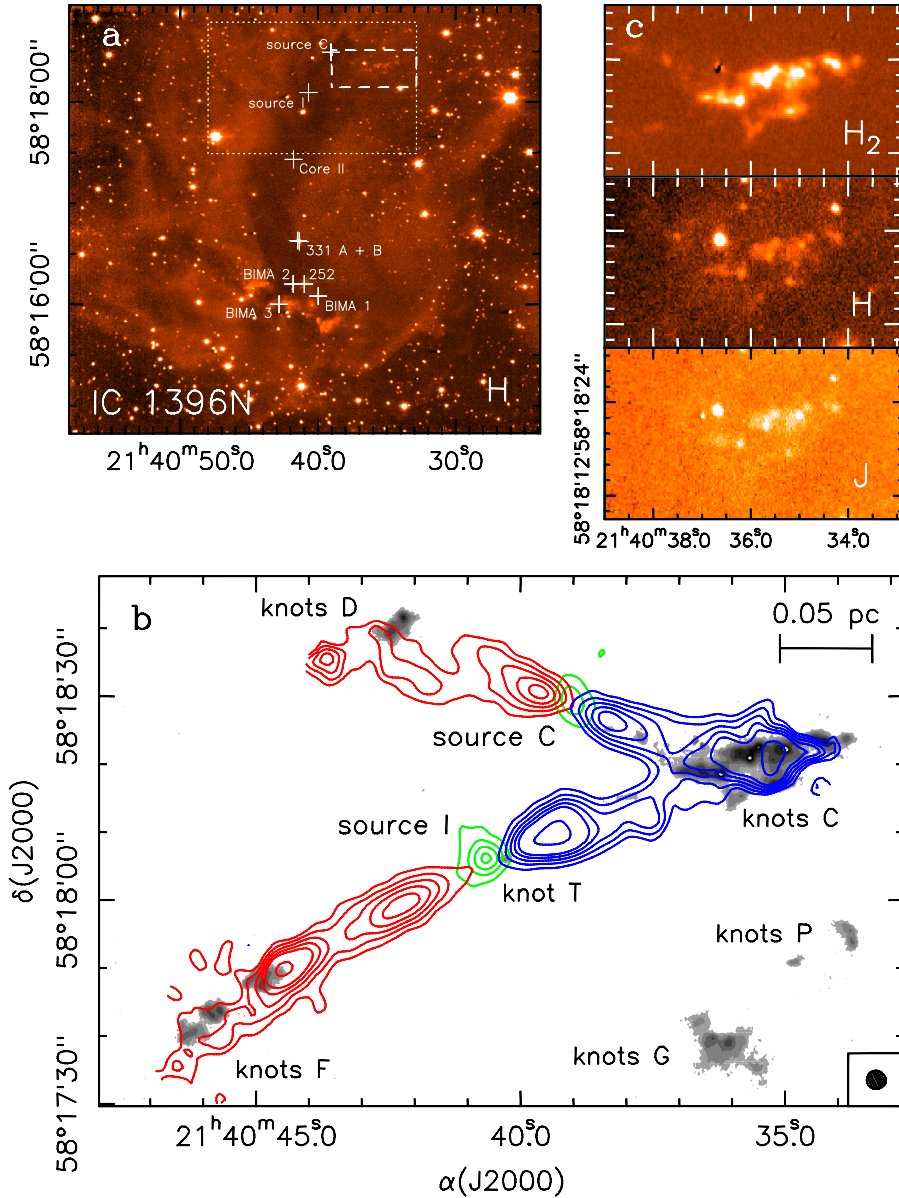 a
source C
source I
Core II
331 A + B
BIMA 2
252
BIMA 3
BIMA 1
IC 1396N
H
58°18'00"
58°16'00"
21ʰ40ᵐ50ˢ.0
40ˢ.0
30ˢ.0
c
H₂
H
J
58°18'24"
58°18'12"
21ʰ40ᵐ38ˢ.0
36ˢ.0
34ˢ.0
b
knots D
0.05 pc
source C
knots C
source I
knot T
knots P
knots F
knots G
58°18'30"
58°18'00"
58°17'30"
δ(J2000)
21ʰ40ᵐ45ˢ.0
40ˢ.0
35ˢ.0
α(J2000)